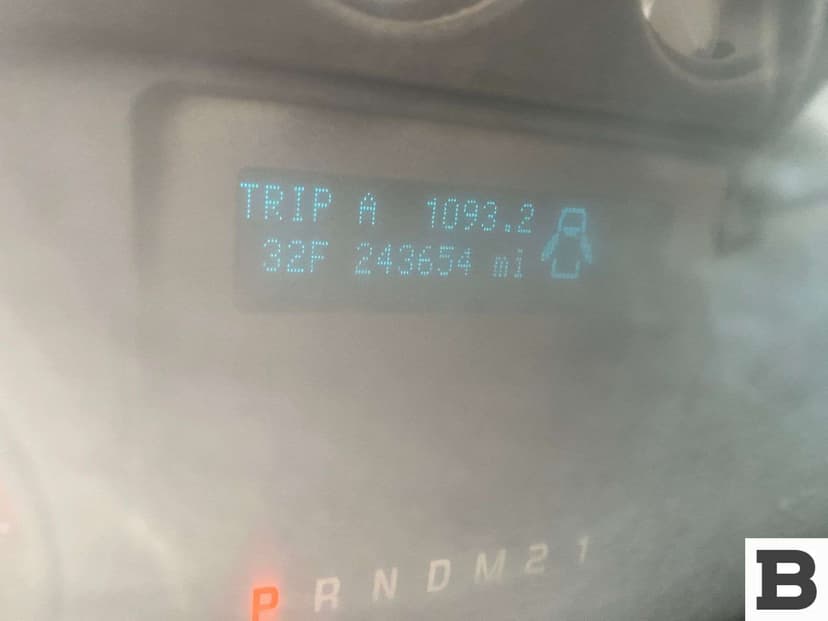 TRIP A 1093.2
32F 243654 mi
P R N D M 2 1
B